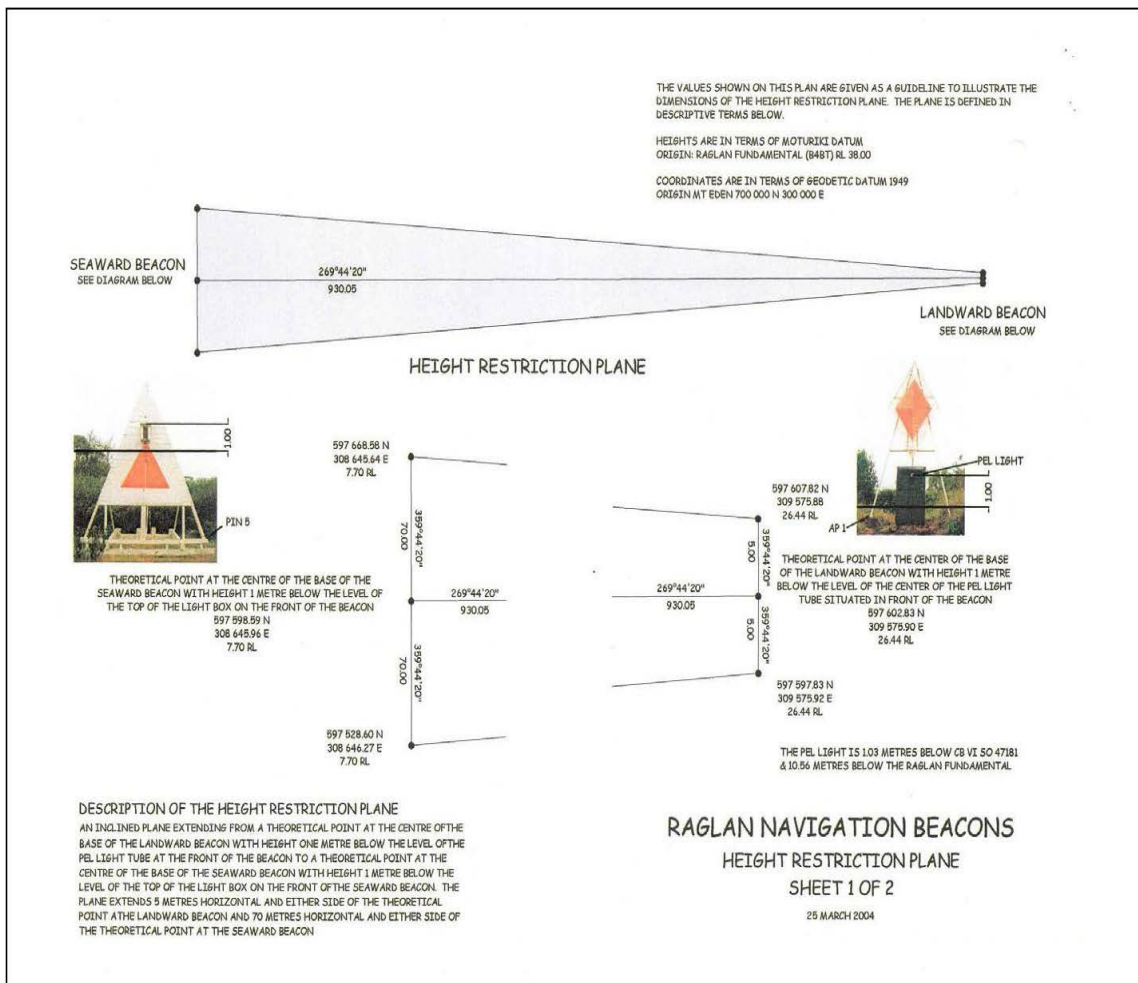 THE VALUES SHOWN ON THIS PLAN ARE GIVEN AS A GUIDELINE TO ILLUSTRATE THE
DIMENSIONS OF THE HEIGHT RESTRICTION PLANE. THE PLANE IS DEFINED IN
DESCRIPTIVE TERMS BELOW.
HEIGHTS ARE IN TERMS OF MOTURIKI DATUM
ORIGIN: RAGLAN FUNDAMENTAL (B4BT) RL 38.00
COORDINATES ARE IN TERMS OF GEODETIC DATUM 1949
ORIGIN MT EDEN 700 000 N 300 000 E
SEAWARD BEACON
SEE DIAGRAM BELOW
269°44'20"
930.05
LANDWARD BEACON
SEE DIAGRAM BELOW
HEIGHT RESTRICTION PLANE
1.00
PIN 5
THEORETICAL POINT AT THE CENTRE OF THE BASE OF THE
SEAWARD BEACON WITH HEIGHT 1 METRE BELOW THE LEVEL OF
THE TOP OF THE LIGHT BOX ON THE FRONT OF THE BEACON
597 598.59 N
308 645.96 E
7.70 RL
597 668.58 N
308 645.64 E
7.70 RL
359°44'20"
70.00
269°44'20"
930.05
359°44'20"
70.00
597 528.60 N
308 646.27 E
7.70 RL
597 607.82 N
309 575.88
26.44 RL
359°44'20"
5.00
269°44'20"
930.05
359°44'20"
5.00
597 597.83 N
309 575.92 E
26.44 RL
PEL LIGHT
1.00
AP 1
THEORETICAL POINT AT THE CENTER OF THE BASE
OF THE LANDWARD BEACON WITH HEIGHT 1 METRE
BELOW THE LEVEL OF THE CENTER OF THE PEL LIGHT
TUBE SITUATED IN FRONT OF THE BEACON
597 602.83 N
309 575.90 E
26.44 RL
THE PEL LIGHT IS 1.03 METRES BELOW CB VI SO 47181
& 10.56 METRES BELOW THE RAGLAN FUNDAMENTAL
DESCRIPTION OF THE HEIGHT RESTRICTION PLANE
AN INCLINED PLANE EXTENDING FROM A THEORETICAL POINT AT THE CENTRE OFTHE
BASE OF THE LANDWARD BEACON WITH HEIGHT ONE METRE BELOW THE LEVEL OFTHE
PEL LIGHT TUBE AT THE FRONT OF THE BEACON TO A THEORETICAL POINT AT THE
CENTRE OF THE BASE OF THE SEAWARD BEACON WITH HEIGHT 1 METRE BELOW THE
LEVEL OF THE TOP OF THE LIGHT BOX ON THE FRONT OFTHE SEAWARD BEACON. THE
PLANE EXTENDS 5 METRES HORIZONTAL AND EITHER SIDE OF THE THEORETICAL
POINT ATHE LANDWARD BEACON AND 70 METRES HORIZONTAL AND EITHER SIDE OF
THE THEORETICAL POINT AT THE SEAWARD BEACON
RAGLAN NAVIGATION BEACONS
HEIGHT RESTRICTION PLANE
SHEET 1 OF 2
25 MARCH 2004